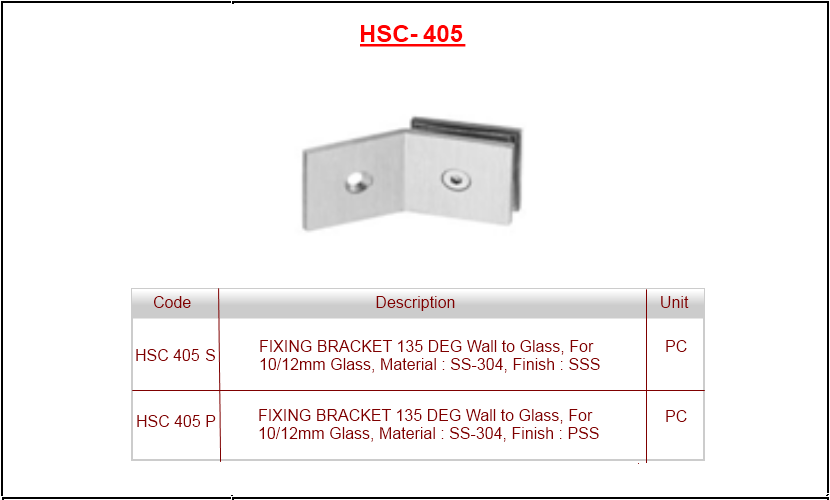 HSC- 405
Code Description Unit
HSC 405 S FIXING BRACKET 135 DEG Wall to Glass, For PC
10/12mm Glass, Material : SS-304, Finish : SSS
HSC 405 P FIXING BRACKET 135 DEG Wall to Glass, For PC
10/12mm Glass, Material : SS-304, Finish : PSS